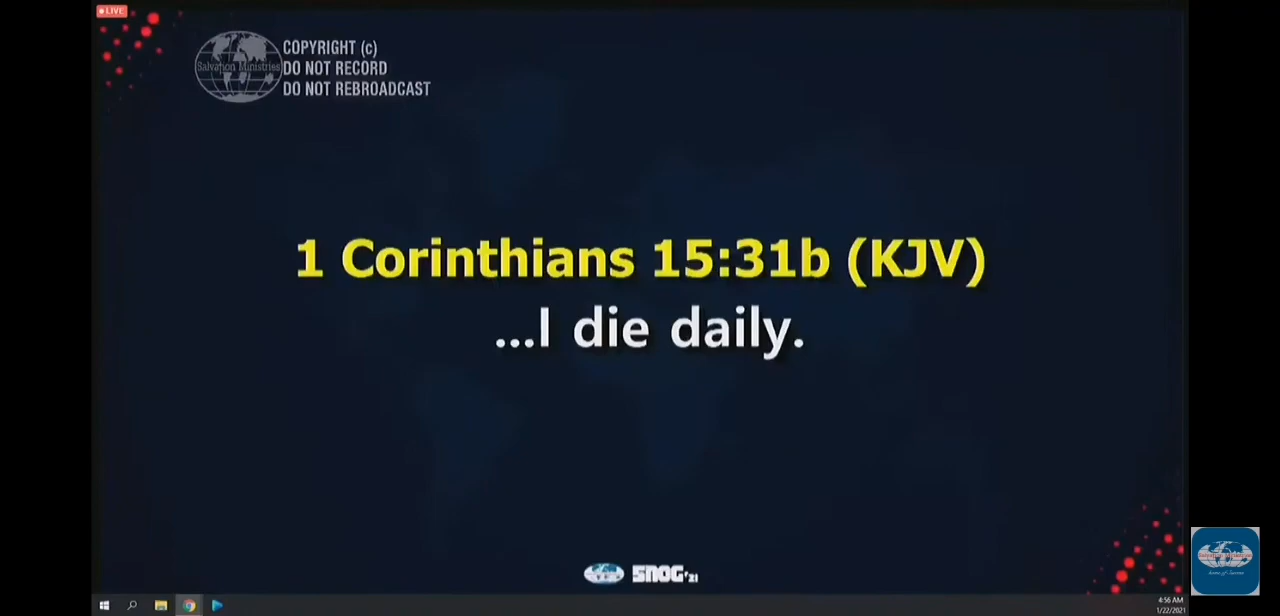 LIVE
COPYRIGHT (c)
Salvation Ministries
DO NOT RECORD
DO NOT REBROADCAST
1 Corinthians 15:31b (KJV)
...I die daily.
SNOG'21
4:56 AM
1/22/2021